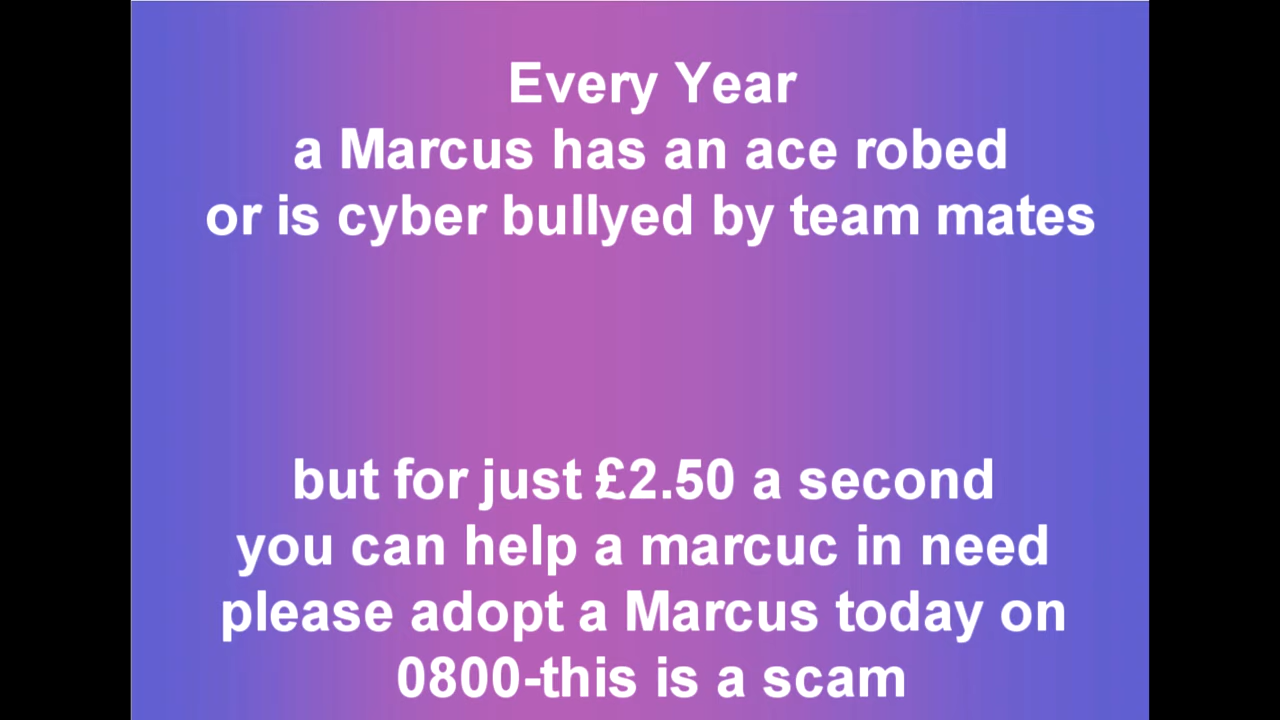 Every Year
a Marcus has an ace robed
or is cyber bullyed by team mates
but for just £2.50 a second
you can help a marcuc in need
please adopt a Marcus today on
0800-this is a scam